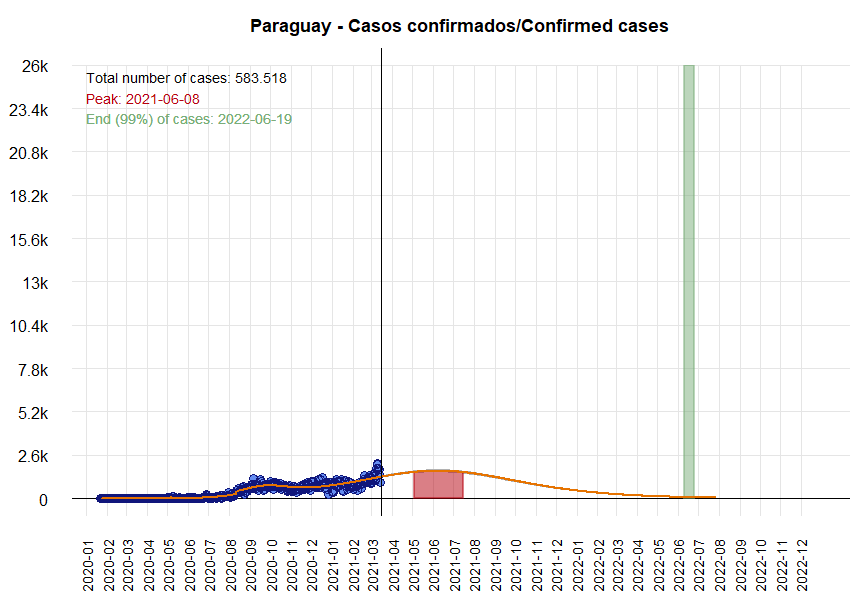 Paraguay - Casos confirmados/Confirmed cases
26k
23.4k
20.8k
18.2k
15.6k
13k
10.4k
7.8k
5.2k
2.6k
0
Total number of cases: 583.518
Peak: 2021-06-08
End (99%) of cases: 2022-06-19
2020-01
2020-02
2020-03
2020-04
2020-05
2020-06
2020-07
2020-08
2020-09
2020-10
2020-11
2020-12
2021-01
2021-02
2021-03
2021-04
2021-05
2021-06
2021-07
2021-08
2021-09
2021-10
2021-11
2021-12
2022-01
2022-02
2022-03
2022-04
2022-05
2022-06
2022-07
2022-08
2022-09
2022-10
2022-11
2022-12